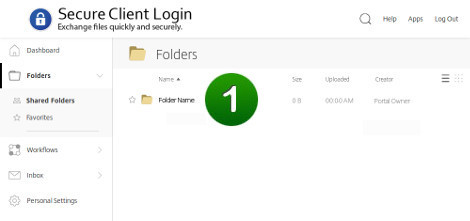 Secure Client Login
Exchange files quickly and securely.
Help Apps Log Out
Dashboard
Folders
Shared Folders
Favorites
Workflows
Inbox
Personal Settings
Folders
Name Size Uploaded Creator
Folder Name 1 0 B 00:00 AM Portal Owner